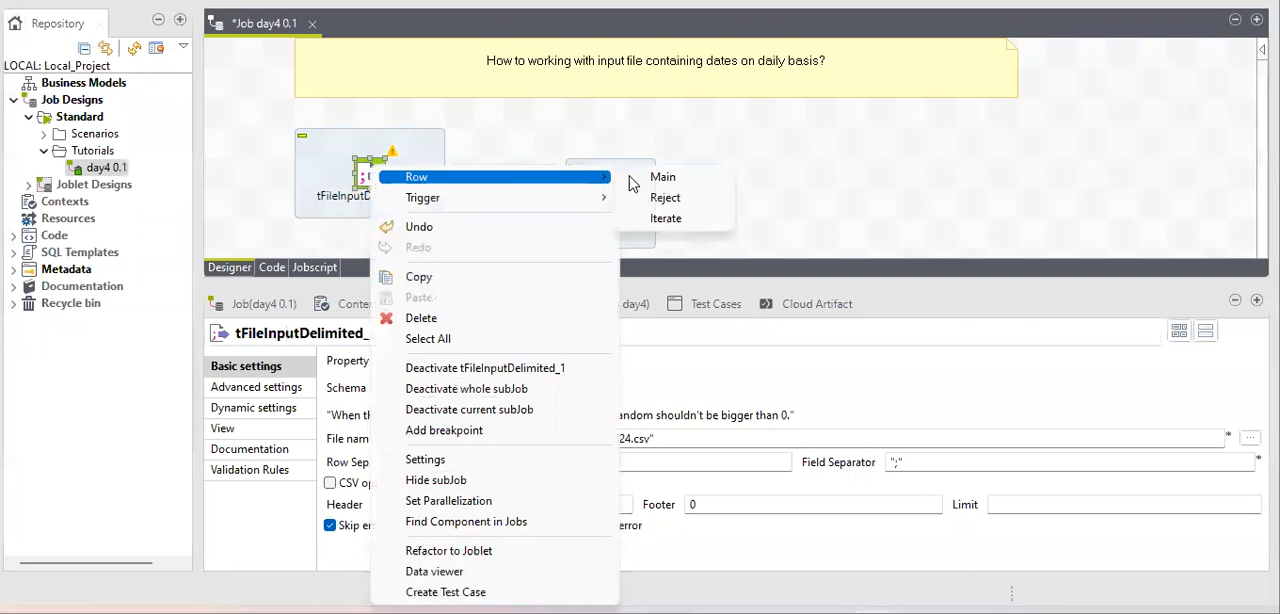 Repository
*Job day4 0.1
LOCAL: Local_Project
Business Models
Job Designs
Standard
Scenarios
Tutorials
day4 0.1
Joblet Designs
Contexts
Resources
Code
SQL Templates
Metadata
Documentation
Recycle bin
How to working with input file containing dates on daily basis?
Row
Trigger
Undo
Redo
Copy
Paste
Delete
Select All
Deactivate tFileInputDelimited_1
Deactivate whole subJob
Deactivate current subJob
Add breakpoint
Settings
Hide subJob
Set Parallelization
Find Component in Jobs
Refactor to Joblet
Data viewer
Create Test Case
Main
Reject
Iterate
Designer Code Jobscript
Job(day4 0.1) day4) Test Cases Cloud Artifact
tFileInputDelimited_
Basic settings
Advanced settings
Dynamic settings
View
Documentation
Validation Rules
Property
Schema
"When th andom shouldn't be bigger than 0."
File nam 24.csv" *
Row Sep Field Separator ";" *
CSV op
Header Footer 0 Limit
Skip em error